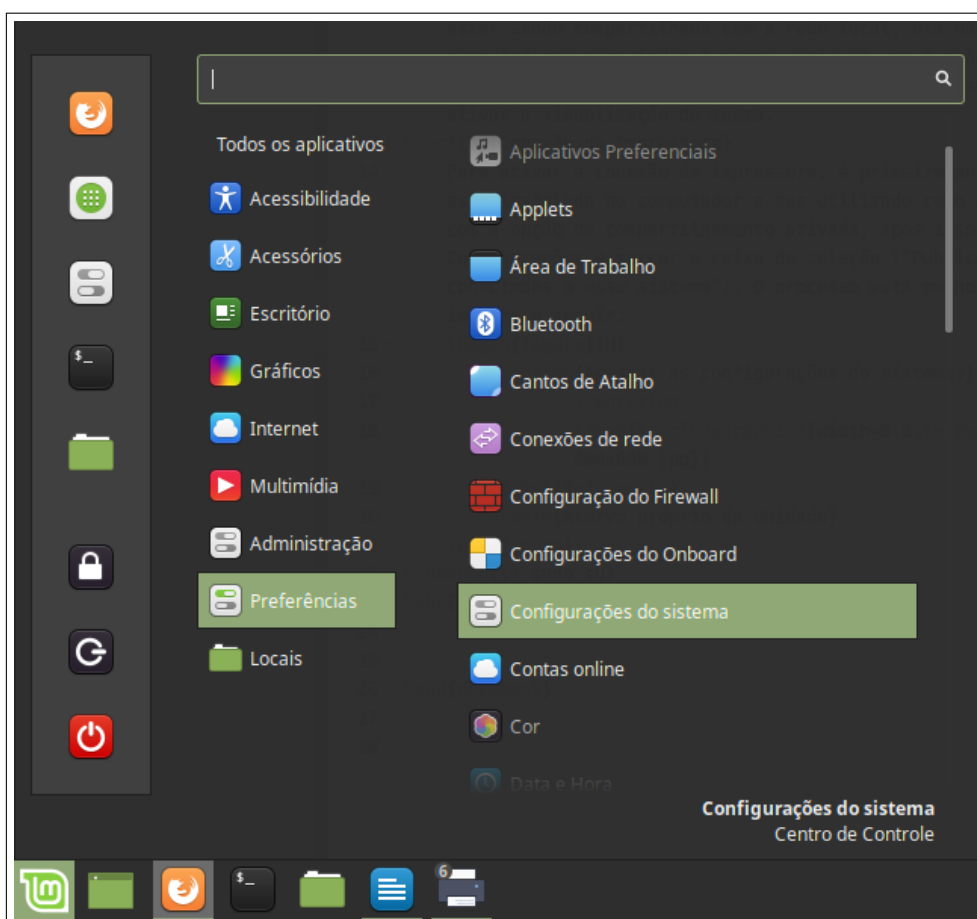 Todos os aplicativos
Acessibilidade
Acessórios
Escritório
Gráficos
Internet
Multimídia
Administração
Preferências
Locais
Aplicativos Preferenciais
Applets
Área de Trabalho
Bluetooth
Cantos de Atalho
Conexões de rede
Configuração do Firewall
Configurações do Onboard
Configurações do sistema
Contas online
Cor
Data e Hora
Configurações do sistema
Centro de Controle
$_
$_
6